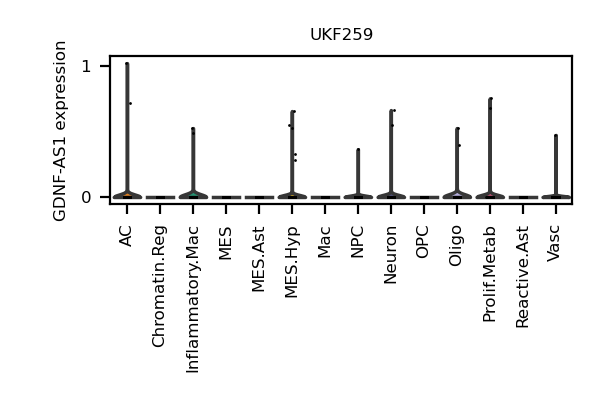 UKF259
GDNF-AS1 expression
1
0
AC
Chromatin.Reg
Inflammatory.Mac
MES
MES.Ast
MES.Hyp
Mac
NPC
Neuron
OPC
Oligo
Prolif.Metab
Reactive.Ast
Vasc